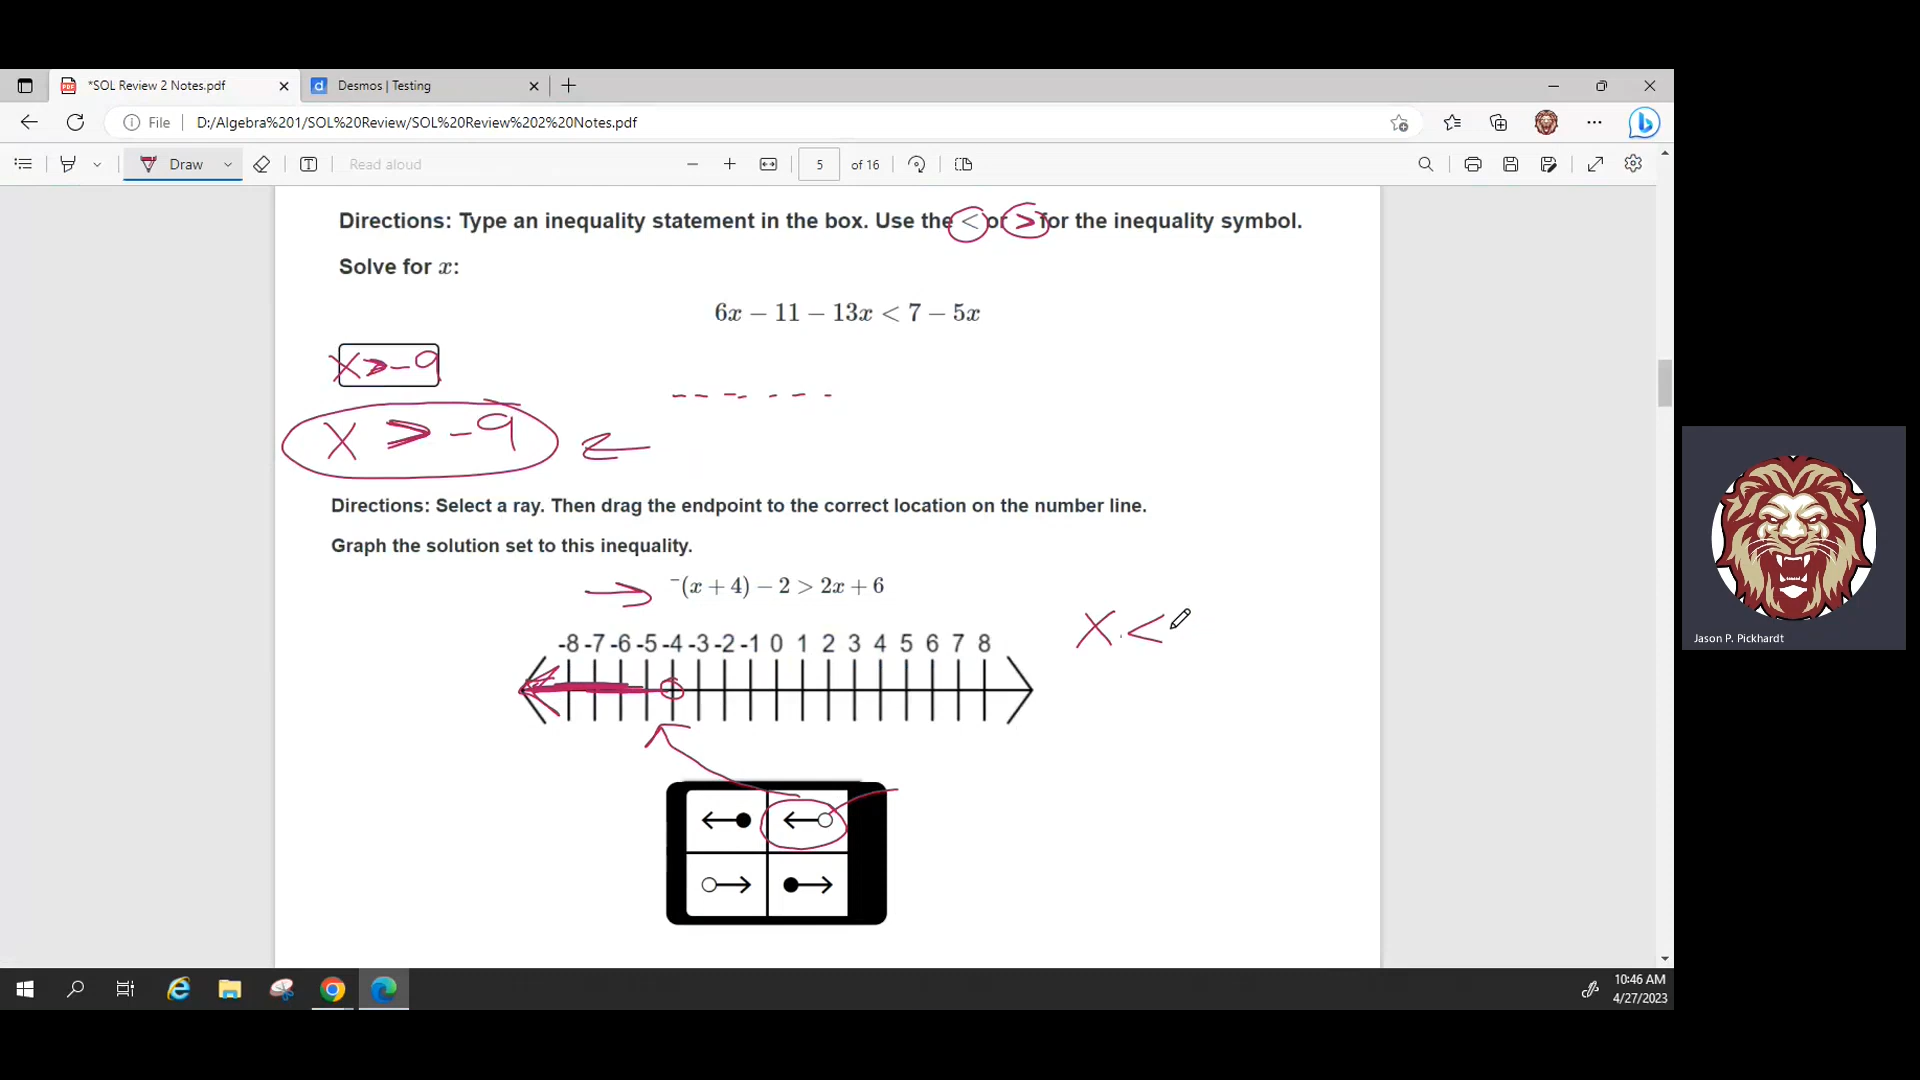 *SOL Review 2 Notes.pdf
Desmos | Testing
File
D:/Algebra%201/SOL%20Review/SOL%20Review%202%20Notes.pdf
Draw
Read aloud
5 of 16
Directions: Type an inequality statement in the box. Use the < or > for the inequality symbol.
Solve for x:
6x − 11 − 13x < 7 − 5x
x > -9
x > -9
Directions: Select a ray. Then drag the endpoint to the correct location on the number line.
Graph the solution set to this inequality.
⁻(x + 4) − 2 > 2x + 6
-8 -7 -6 -5 -4 -3 -2 -1 0 1 2 3 4 5 6 7 8
x <
Jason P. Pickhardt
10:46 AM
4/27/2023